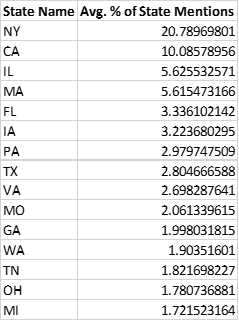 State Name Avg. % of State Mentions
NY 20.78969801
CA 10.08578956
IL 5.625532571
MA 5.615473166
FL 3.336102142
IA 3.223680295
PA 2.979747509
TX 2.804666588
VA 2.698287641
MO 2.061339615
GA 1.998031815
WA 1.90351601
TN 1.821698227
OH 1.780736881
MI 1.721523164